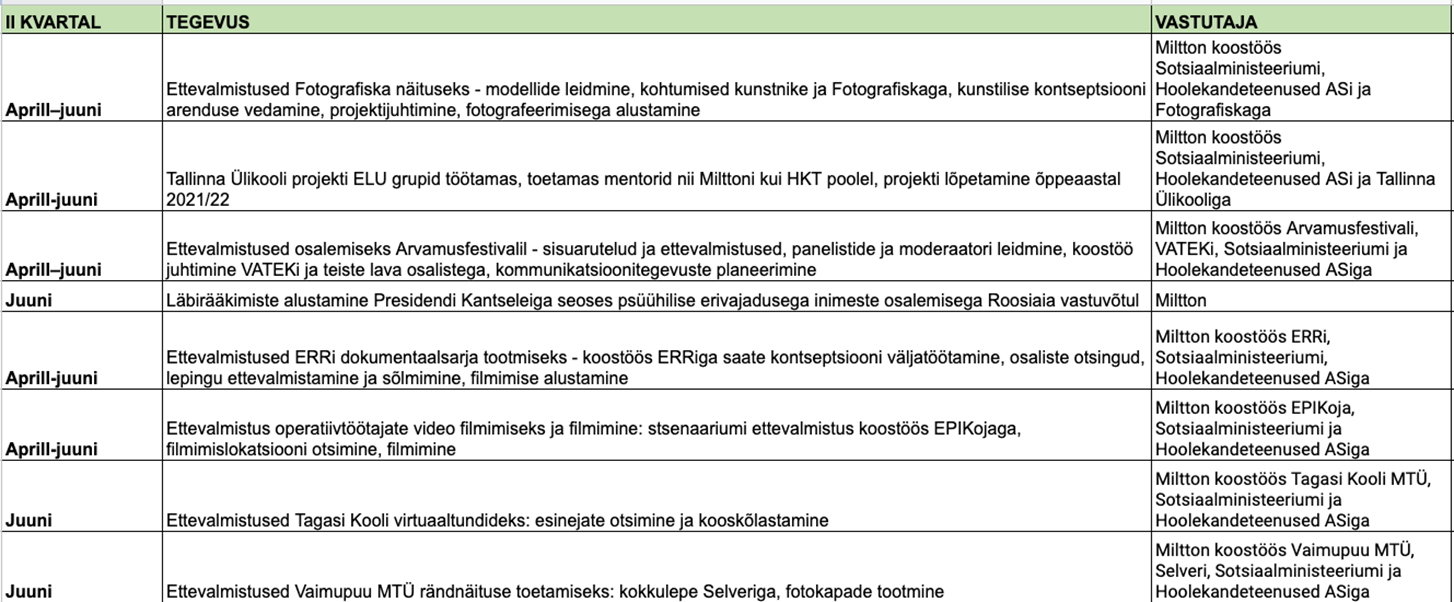 II KVARTAL
TEGEVUS
VASTUTAJA
Aprill–juuni
Ettevalmistused Fotografiska näituseks - modellide leidmine, kohtumised kunstnike ja Fotografiskaga, kunstilise kontseptsiooni
arenduse vedamine, projektijuhtimine, fotografeerimisega alustamine
Miltton koostöös
Sotsiaalministeeriumi,
Hoolekandeteenused ASi ja
Fotografiskaga
Aprill-juuni
Tallinna Ülikooli projekti ELU grupid töötamas, toetamas mentorid nii Milttoni kui HKT poolel, projekti lõpetamine õppeaastal
2021/22
Miltton koostöös
Sotsiaalministeeriumi,
Hoolekandeteenused ASi ja Tallinna
Ülikooliga
Aprill–juuni
Ettevalmistused osalemiseks Arvamusfestivalil - sisuarutelud ja ettevalmistused, panelistide ja moderaatori leidmine, koostöö
juhtimine VATEKi ja teiste lava osalistega, kommunikatsioonitegevuste planeerimine
Miltton koostöös Arvamusfestivali,
VATEKi, Sotsiaalministeeriumi ja
Hoolekandeteenused ASiga
Juuni
Läbirääkimiste alustamine Presidendi Kantseleiga seoses psüühilise erivajadusega inimeste osalemisega Roosiaia vastuvõtul
Miltton
Aprill-juuni
Ettevalmistused ERRi dokumentaalsarja tootmiseks - koostöös ERRiga saate kontseptsiooni väljatöötamine, osaliste otsingud,
lepingu ettevalmistamine ja sõlmimine, filmimise alustamine
Miltton koostöös ERRi,
Sotsiaalministeeriumi,
Hoolekandeteenused ASiga
Aprill-juuni
Ettevalmistus operatiivtöötajate video filmimiseks ja filmimine: stsenaariumi ettevalmistus koostöös EPIKojaga,
filmimislokatsiooni otsimine, filmimine
Miltton koostöös EPIKoja,
Sotsiaalministeeriumi ja
Hoolekandeteenused ASiga
Juuni
Ettevalmistused Tagasi Kooli virtuaaltundideks: esinejate otsimine ja kooskõlastamine
Miltton koostöös Tagasi Kooli MTÜ,
Sotsiaalministeeriumi ja
Hoolekandeteenused ASiga
Juuni
Ettevalmistused Vaimupuu MTÜ rändnäituse toetamiseks: kokkulepe Selveriga, fotokapade tootmine
Miltton koostöös Vaimupuu MTÜ,
Selveri, Sotsiaalministeeriumi ja
Hoolekandeteenused ASiga